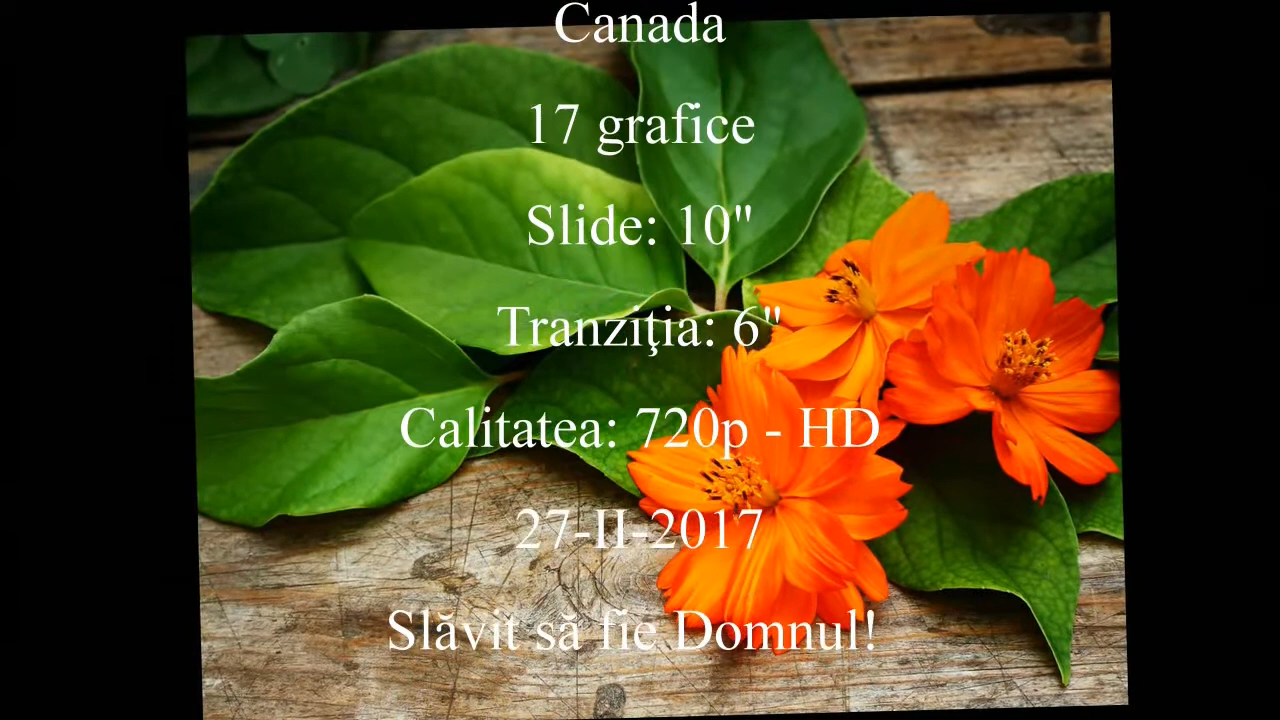 Canada
17 grafice
Slide: 10"
Tranziţia: 6"
Calitatea: 720p - HD
27-II-2017
Slăvit să fie Domnul!